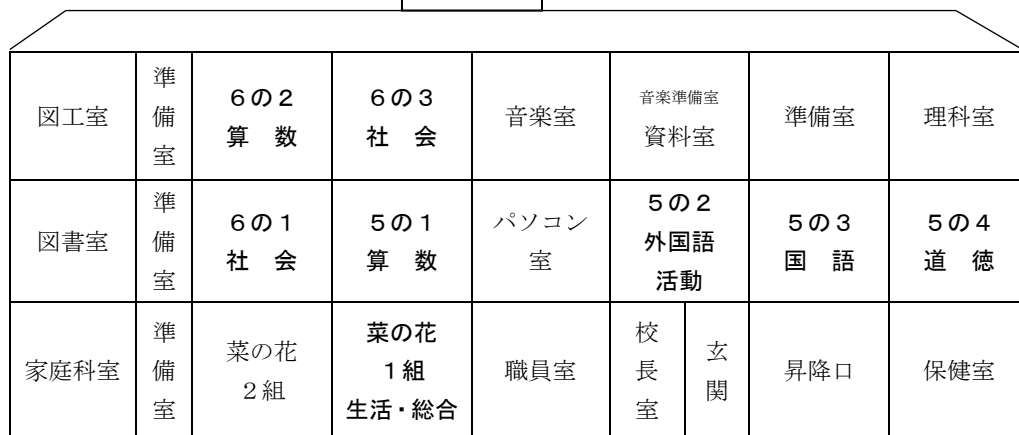 図工室
準備室
６の２
算　数
６の３
社　会
音楽室
音楽準備室
資料室
準備室
理科室
図書室
準備室
６の１
社　会
５の１
算　数
パソコン
室
５の２
外国語
活動
５の３
国　語
５の４
道　徳
家庭科室
準備室
菜の花
２組
菜の花
１組
生活・総合
職員室
校長室
玄関
昇降口
保健室